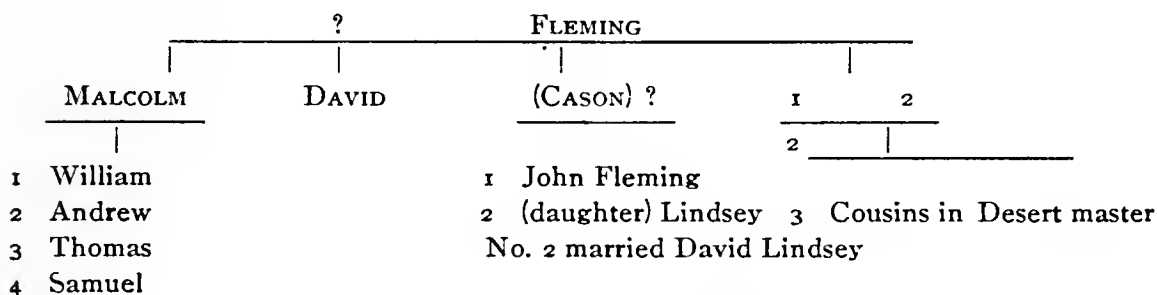 ? FLEMING
MALCOLM DAVID (CASON) ? 1 2
2
1 William 1 John Fleming
2 Andrew 2 (daughter) Lindsey 3 Cousins in Desert master
3 Thomas No. 2 married David Lindsey
4 Samuel